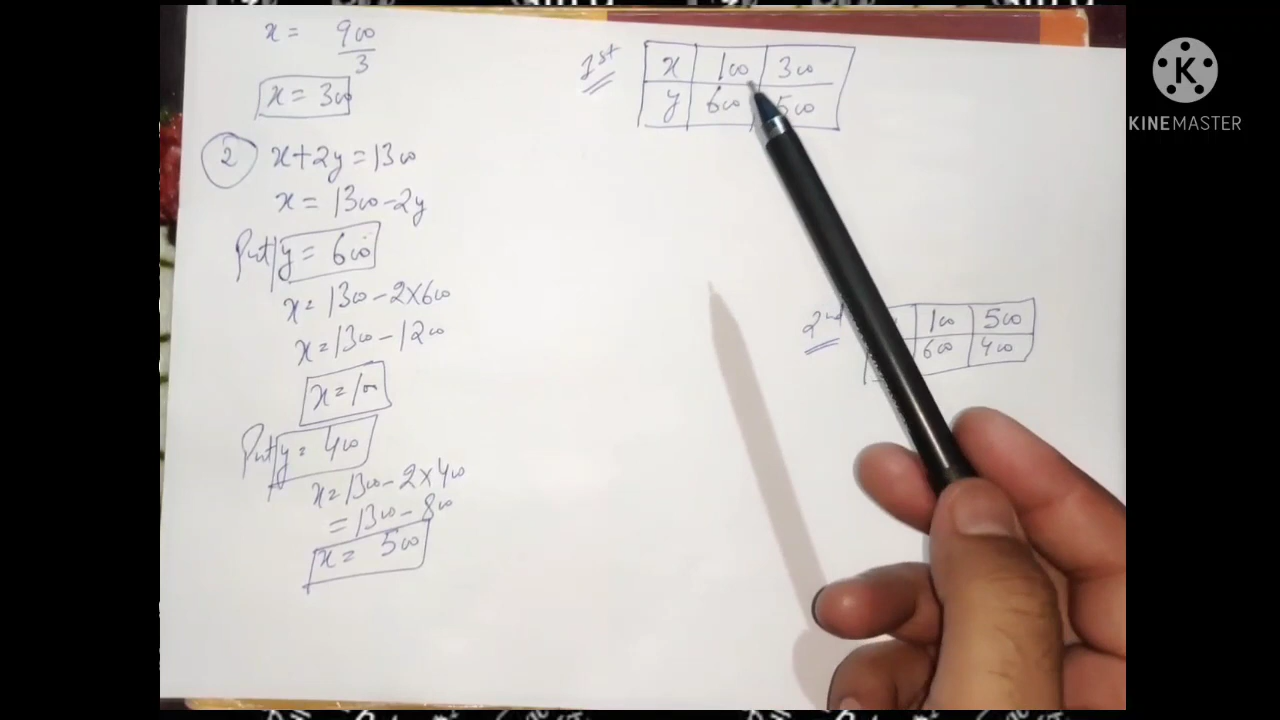 x = 900/3
x = 300
2 x+2y = 1300
x = 1300-2y
Put y = 600
x = 1300 - 2×600
x = 1300 - 1200
x = 100
Put y = 400
x = 1300 - 2×400
= 1300 - 800
x = 500
1st
x 100 300
y 600 500
2nd
100 500
600 400
K
KINEMASTER